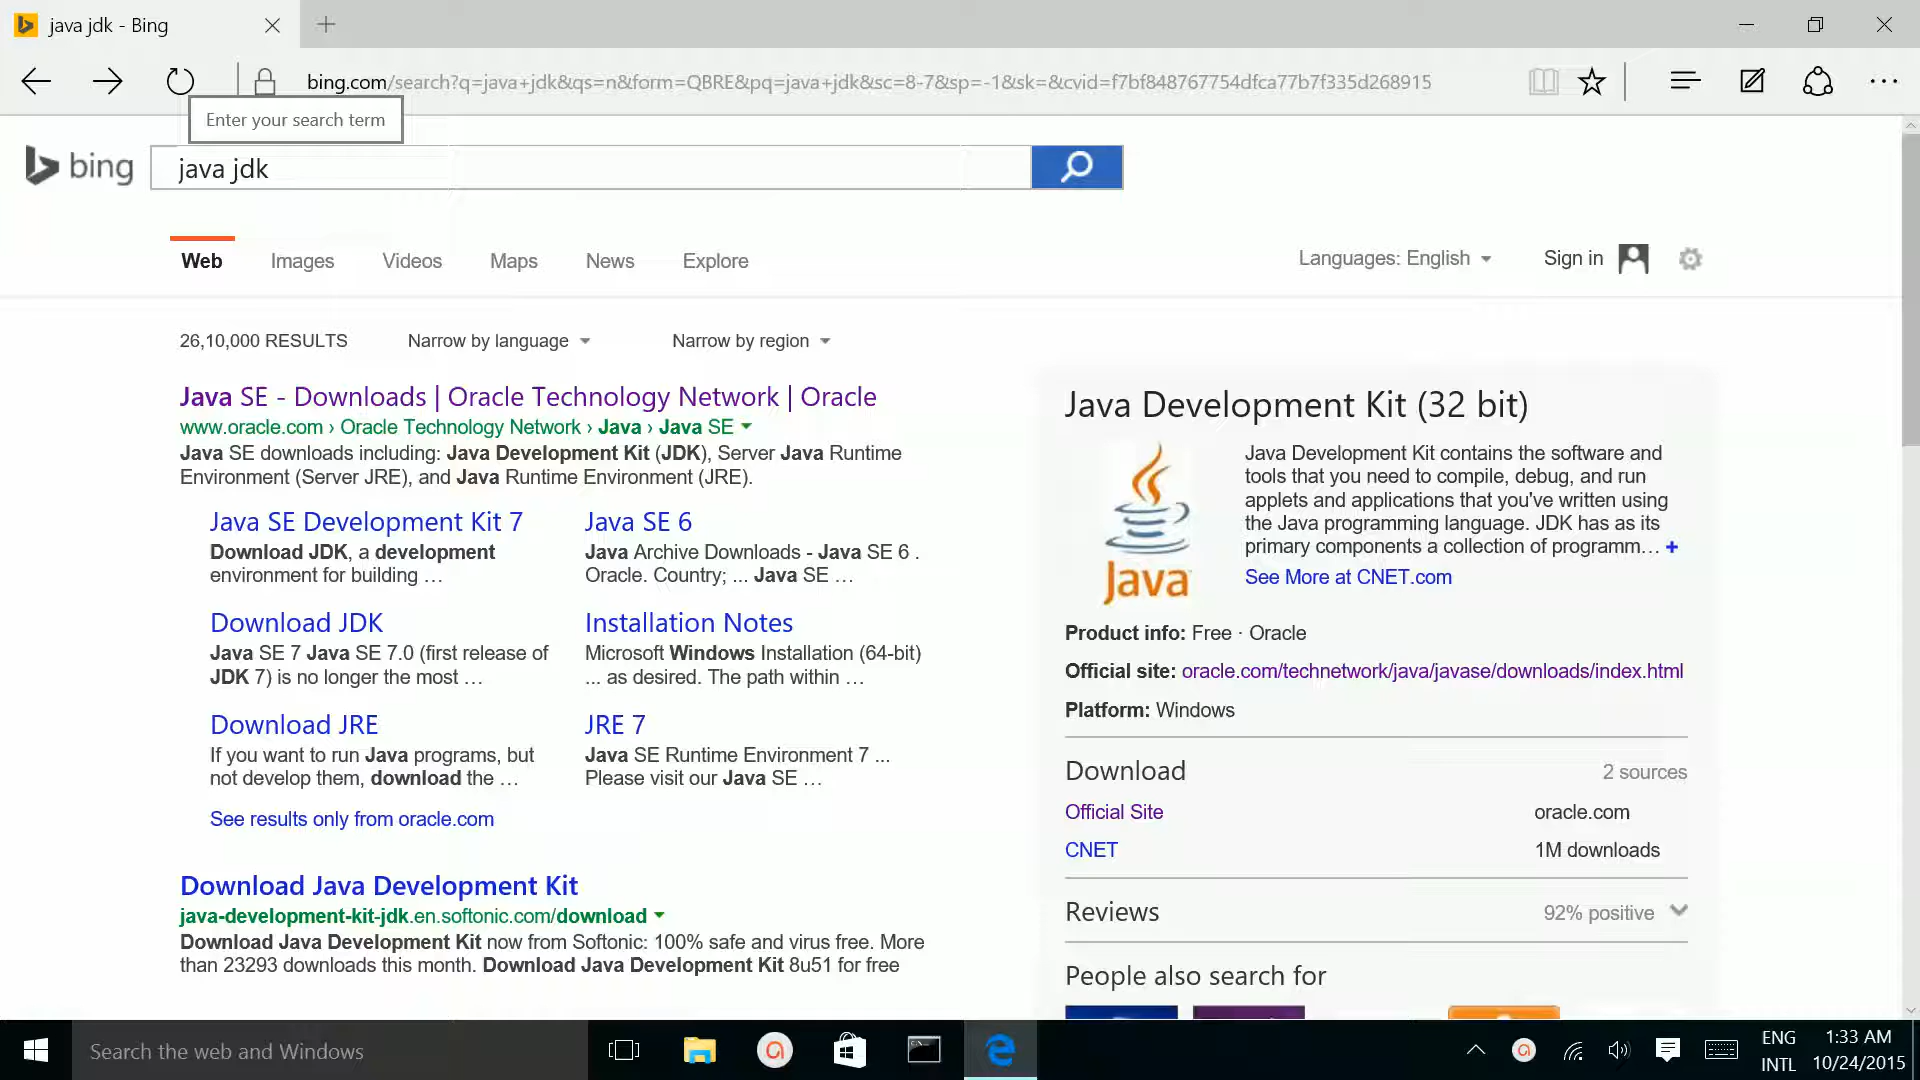 java jdk - Bing
bing.com/search?q=java+jdk&qs=n&form=QBRE&pq=java+jdk&sc=8-7&sp=-1&sk=&cvid=f7bf848767754dfca77b7f335d268915
Enter your search term
bing
java jdk
Web Images Videos Maps News Explore
Languages: English
Sign in
26,10,000 RESULTS
Narrow by language
Narrow by region
Java SE - Downloads | Oracle Technology Network | Oracle
www.oracle.com › Oracle Technology Network › Java › Java SE
Java SE downloads including: Java Development Kit (JDK), Server Java Runtime
Environment (Server JRE), and Java Runtime Environment (JRE).
Java SE Development Kit 7
Download JDK, a development
environment for building ...
Java SE 6
Java Archive Downloads - Java SE 6 .
Oracle. Country; ... Java SE ...
Download JDK
Java SE 7 Java SE 7.0 (first release of
JDK 7) is no longer the most ...
Installation Notes
Microsoft Windows Installation (64-bit)
... as desired. The path within ...
Download JRE
If you want to run Java programs, but
not develop them, download the ...
JRE 7
Java SE Runtime Environment 7 ...
Please visit our Java SE ...
See results only from oracle.com
Download Java Development Kit
java-development-kit-jdk.en.softonic.com/download
Download Java Development Kit now from Softonic: 100% safe and virus free. More
than 23293 downloads this month. Download Java Development Kit 8u51 for free
Java Development Kit (32 bit)
Java
Java Development Kit contains the software and
tools that you need to compile, debug, and run
applets and applications that you've written using
the Java programming language. JDK has as its
primary components a collection of programm... +
See More at CNET.com
Product info: Free · Oracle
Official site: oracle.com/technetwork/java/javase/downloads/index.html
Platform: Windows
Download 2 sources
Official Site oracle.com
CNET 1M downloads
Reviews 92% positive
People also search for
Search the web and Windows
ENG
INTL
1:33 AM
10/24/2015